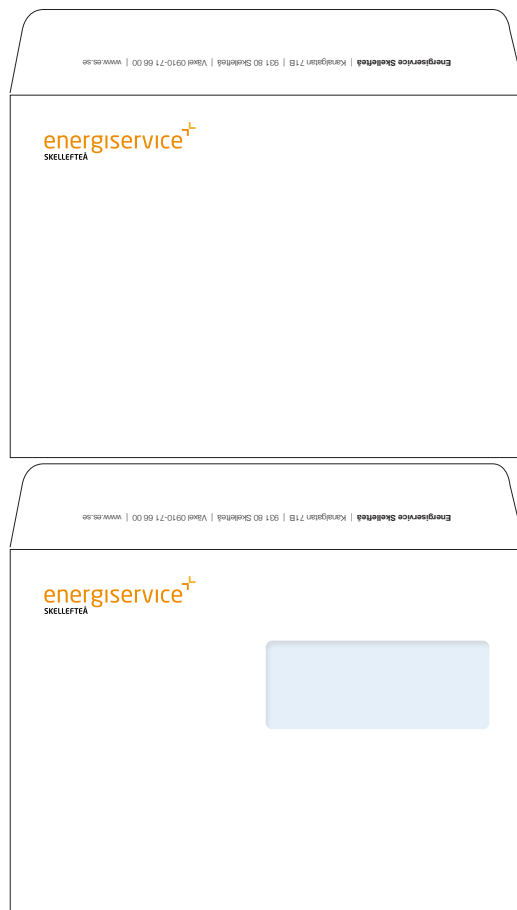 Energiservice Skellefteå | Kanalgatan 71B | 931 80 Skellefteå | Växel 0910-71 66 00 | www.es.se
energiservice
SKELLEFTEÅ
Energiservice Skellefteå | Kanalgatan 71B | 931 80 Skellefteå | Växel 0910-71 66 00 | www.es.se
energiservice
SKELLEFTEÅ